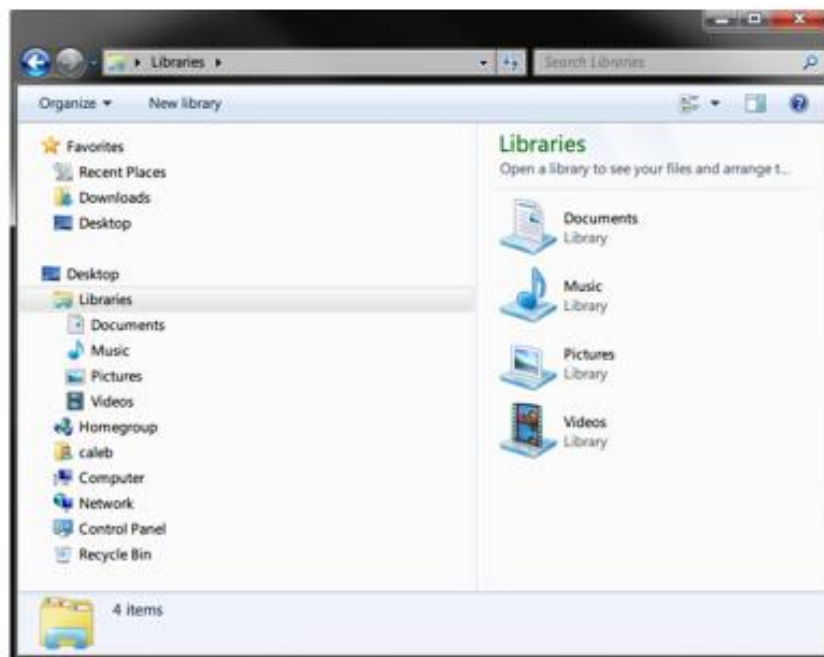 Libraries
Search Libraries
Organize
New library
Favorites
Recent Places
Downloads
Desktop
Desktop
Libraries
Documents
Music
Pictures
Videos
Homegroup
caleb
Computer
Network
Control Panel
Recycle Bin
Libraries
Open a library to see your files and arrange t...
Documents
Library
Music
Library
Pictures
Library
Videos
Library
4 items